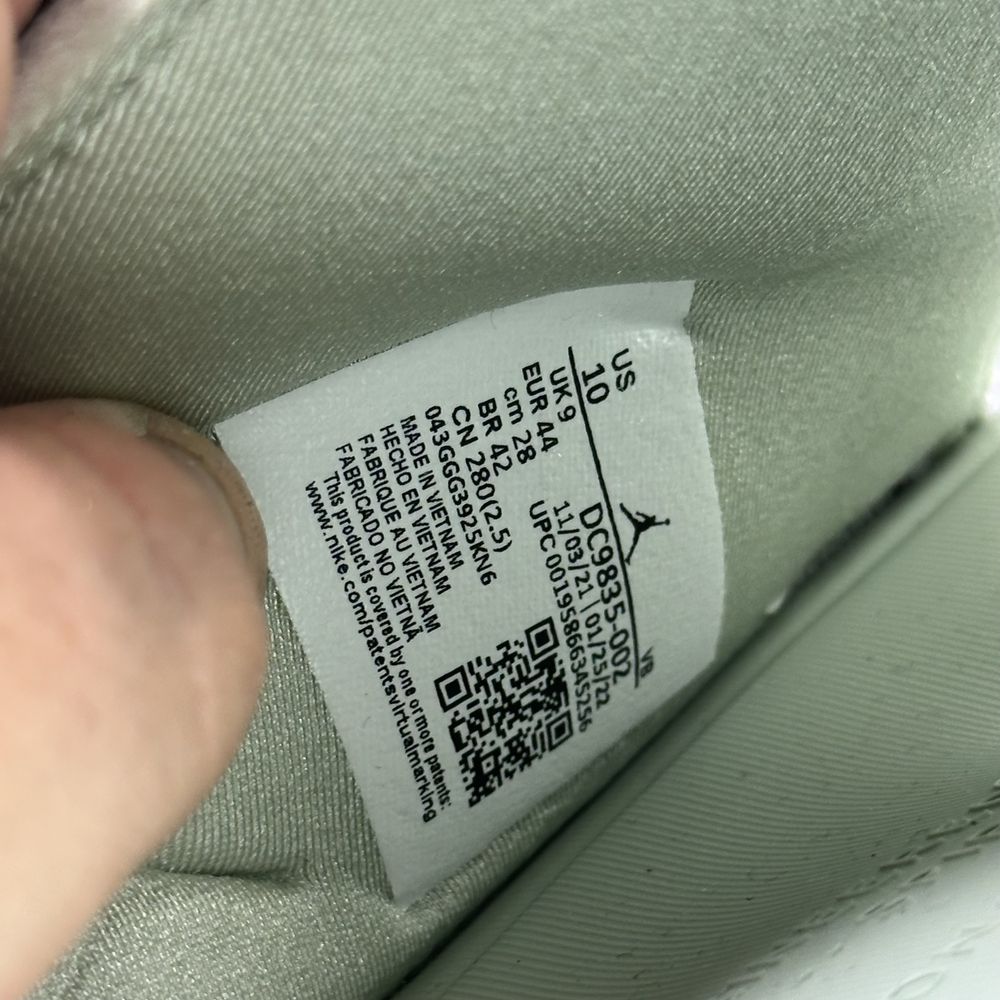 US
10
UK 9
EUR 44
cm 28
BR 42
CN 280(2.5)
VB
DC9835-002
11/03/21 | 01/25/22
UPC 00195866345256
043GGG3925KN6
MADE IN VIETNAM
HECHO EN VIETNAM
FABRIQUE AU VIETNAM
FABRICADO NO VIETNÃ
This product is covered by one or more patents:
www.nike.com/patentsvirtualmarking